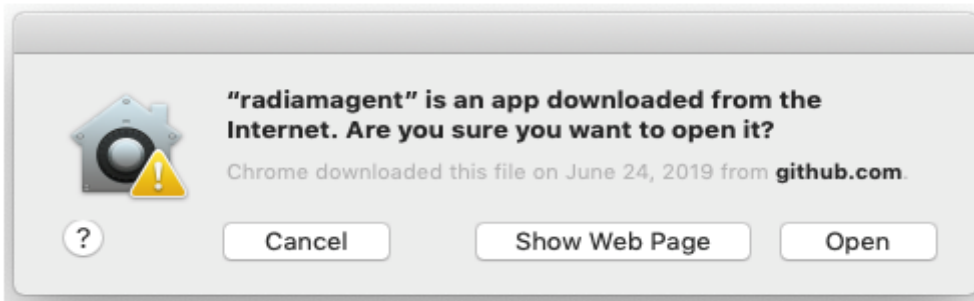 “radiamagent” is an app downloaded from the
Internet. Are you sure you want to open it?
Chrome downloaded this file on June 24, 2019 from github.com.
?
Cancel
Show Web Page
Open